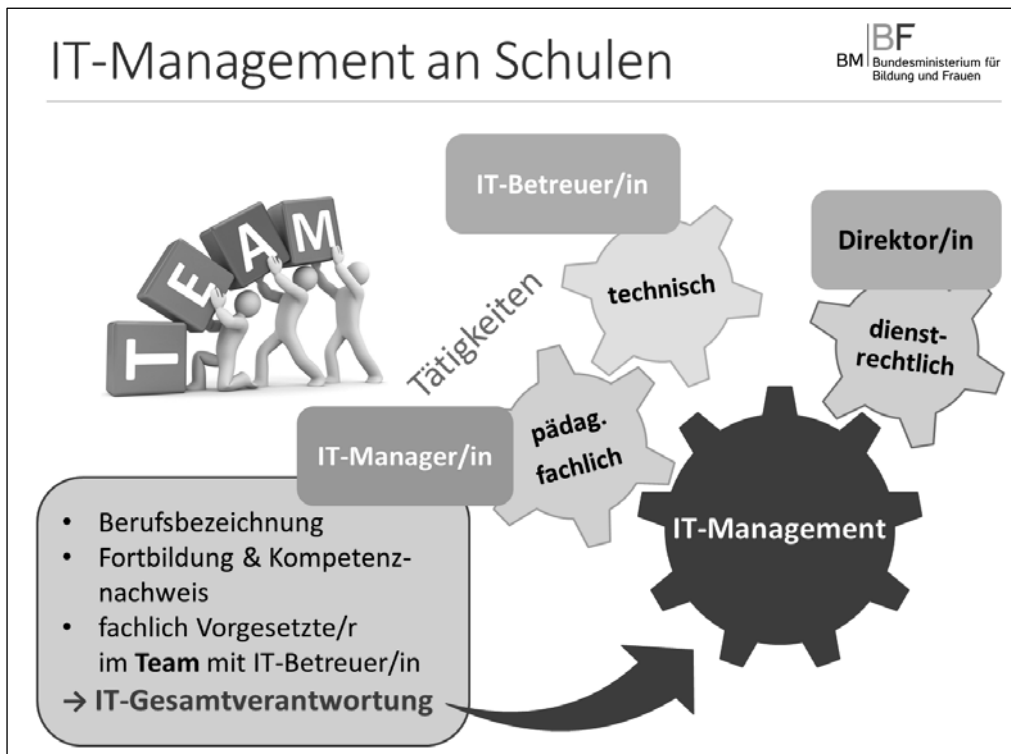 IT-Management an Schulen
BF
BM Bundesministerium für
Bildung und Frauen
TEAM
Tätigkeiten
IT-Betreuer/in
technisch
Direktor/in
dienst-
rechtlich
IT-Manager/in
pädag.
fachlich
IT-Management
• Berufsbezeichnung
• Fortbildung & Kompetenz-
nachweis
• fachlich Vorgesetzte/r
im Team mit IT-Betreuer/in
→ IT-Gesamtverantwortung